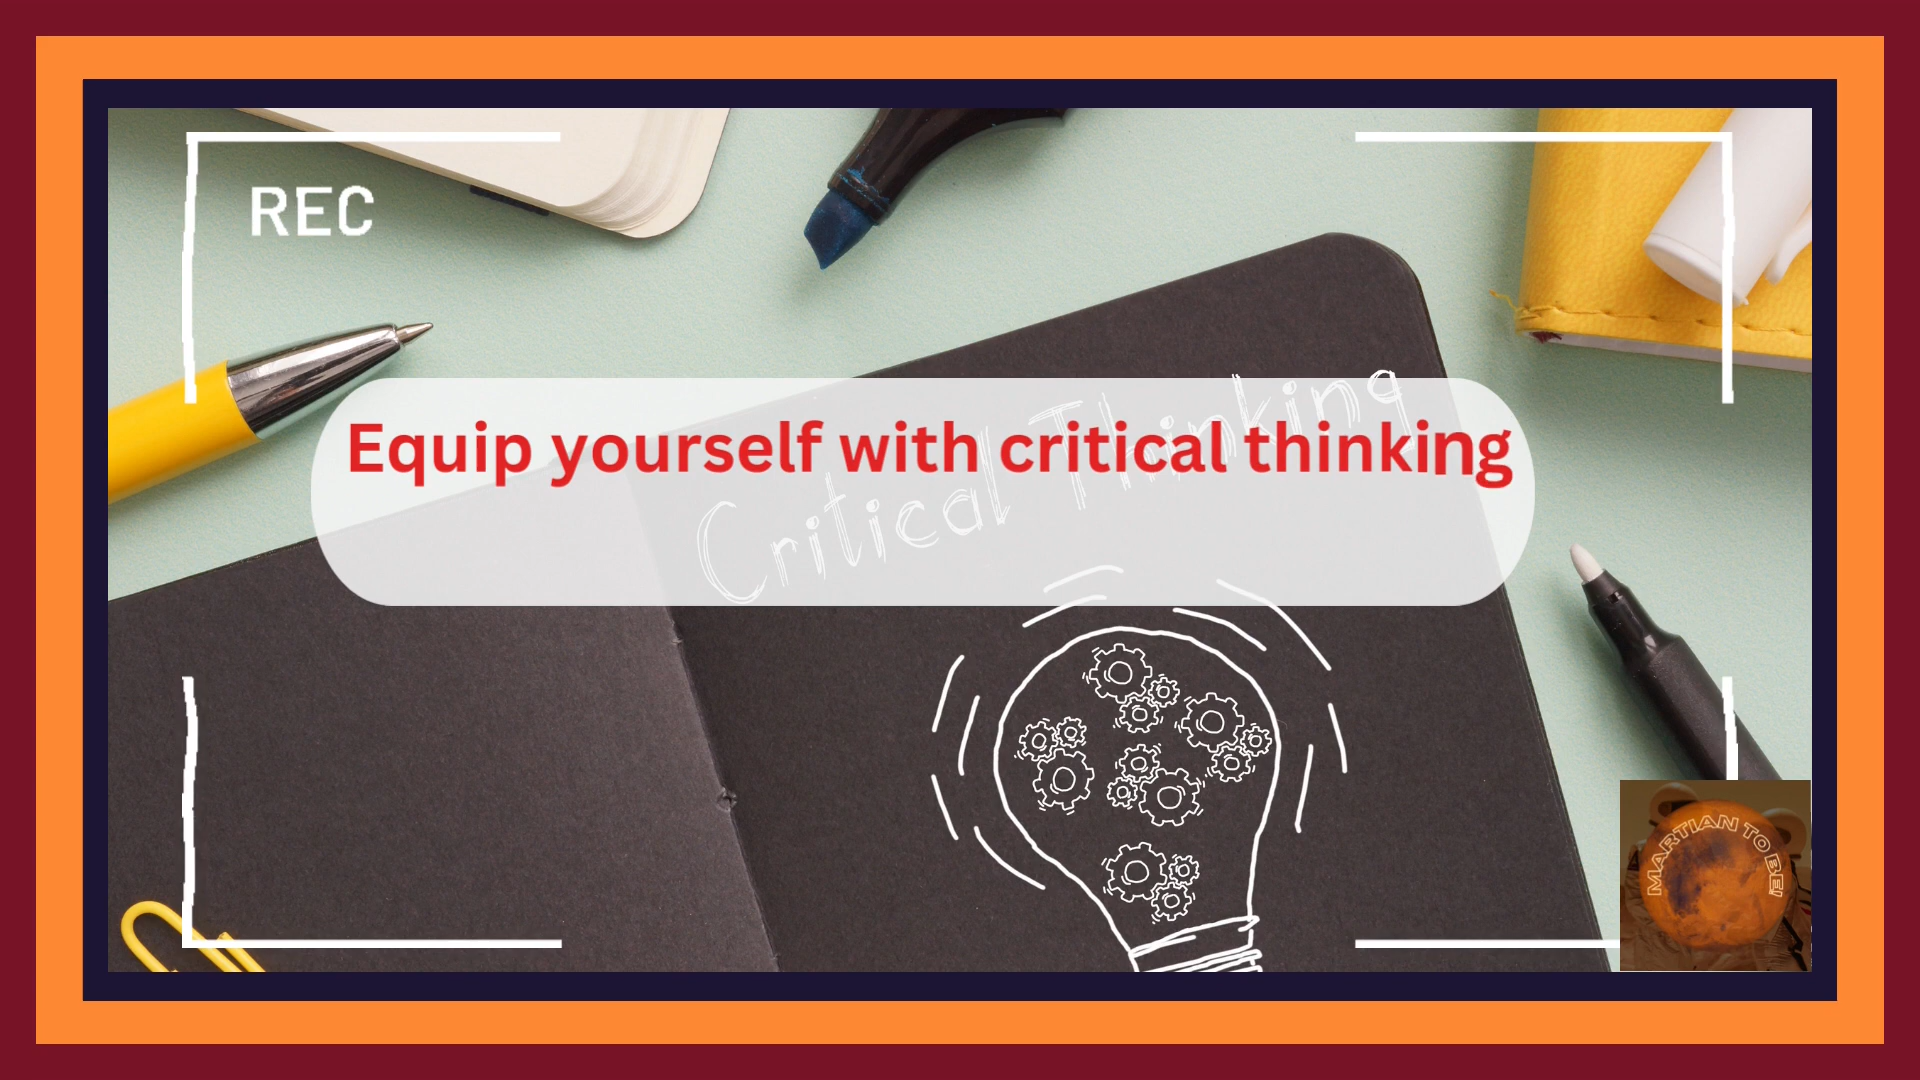 REC
Equip yourself with critical thinking
Critical Thinking
MARTIAN TO BE!